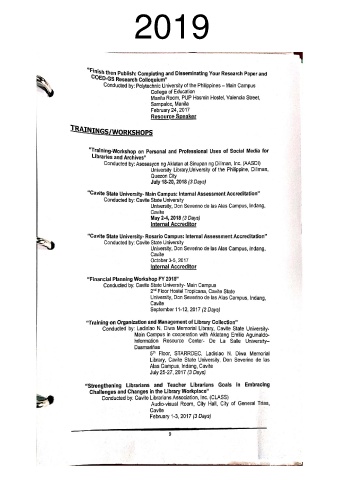 2019
"Finish then Publish: Completing and Disseminating Your Research Paper and
COED-GS Research Colloquium"
Conducted by: Polytechnic University of the Philippines – Main Campus
College of Education
Manila Room, PUP Hasmin Hostel, Valencia Street,
Sampaloc, Manila
February 24, 2017
Resource Speaker
TRAININGS/WORKSHOPS
"Training-Workshop on Personal and Professional Uses of Social Media for
Libraries and Archives"
Conducted by: Asosasyon ng Aklatan at Sinupan ng Diliman, Inc. (AASDI)
University Library,University of the Philippine, Diliman,
Quezon City
July 18-20, 2018 (3 Days)
"Cavite State University- Main Campus: Internal Assessment Accreditation"
Conducted by: Cavite State University
University, Don Severino de las Alas Campus, Indang,
Cavite
May 2-4, 2018 (3 Days)
Internal Accreditor
"Cavite State University- Rosario Campus: Internal Assessment Accreditation"
Conducted by: Cavite State University
University, Don Severino de las Alas Campus, Indang,
Cavite
October 3-5, 2017
Internal Accreditor
"Financial Planning Workshop FY 2018"
Conducted by: Cavite State University- Main Campus
2nd Floor Hostel Tropicana, Cavite State
University, Don Severino de las Alas Campus, Indang,
Cavite
September 11-12, 2017 (2 Days)
"Training on Organization and Management of Library Collection"
Conducted by: Ladislao N. Diwa Memorial Library, Cavite State University-
Main Campus in cooperation with Aklatang Emilio Aguinaldo-
Information Resource Center- De La Salle University–
Dasmariñas
5th Floor, STARRDEC, Ladislao N. Diwa Memorial
Library, Cavite State University, Don Severino de las
Alas Campus, Indang, Cavite
July 25-27, 2017 (3 Days)
"Strengthening Librarians and Teacher Librarians Goals in Embracing
Challenges and Changes in the Library Workplace"
Conducted by: Cavite Librarians Association, Inc. (CLASS)
Audio-visual Room, City Hall, City of General Trias,
Cavite
February 1-3, 2017 (3 Days)